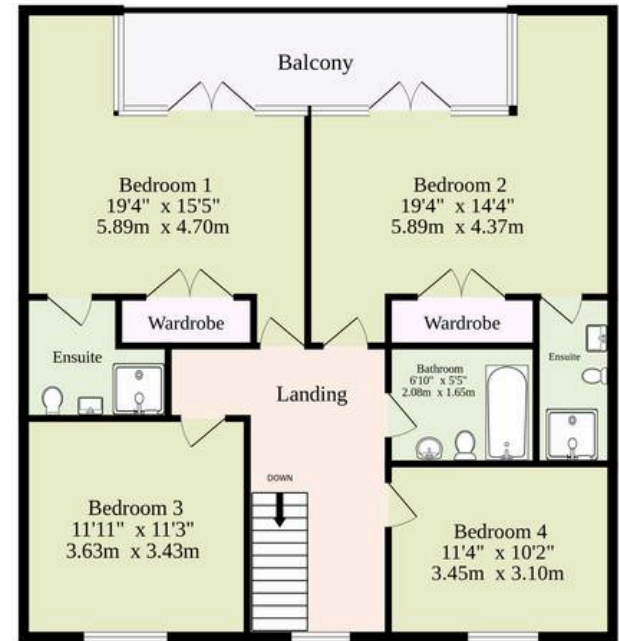 Balcony
Bedroom 1
19'4" x 15'5"
5.89m x 4.70m
Bedroom 2
19'4" x 14'4"
5.89m x 4.37m
Wardrobe
Wardrobe
Ensuite
Ensuite
Bathroom
6'10" x 5'5"
2.08m x 1.65m
Landing
DOWN
Bedroom 3
11'11" x 11'3"
3.63m x 3.43m
Bedroom 4
11'4" x 10'2"
3.45m x 3.10m